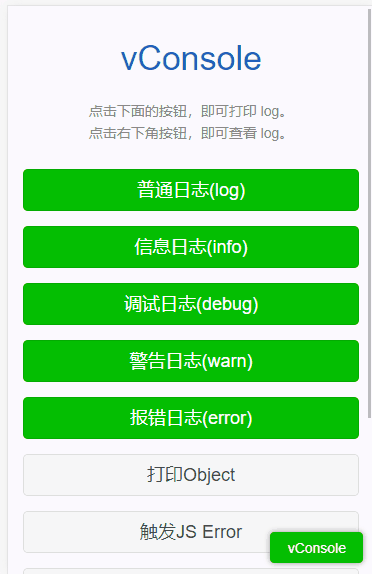 vConsole
点击下面的按钮，即可打印 log。
点击右下角按钮，即可查看 log。
普通日志(log)
信息日志(info)
调试日志(debug)
警告日志(warn)
报错日志(error)
打印Object
触发JS Error
vConsole